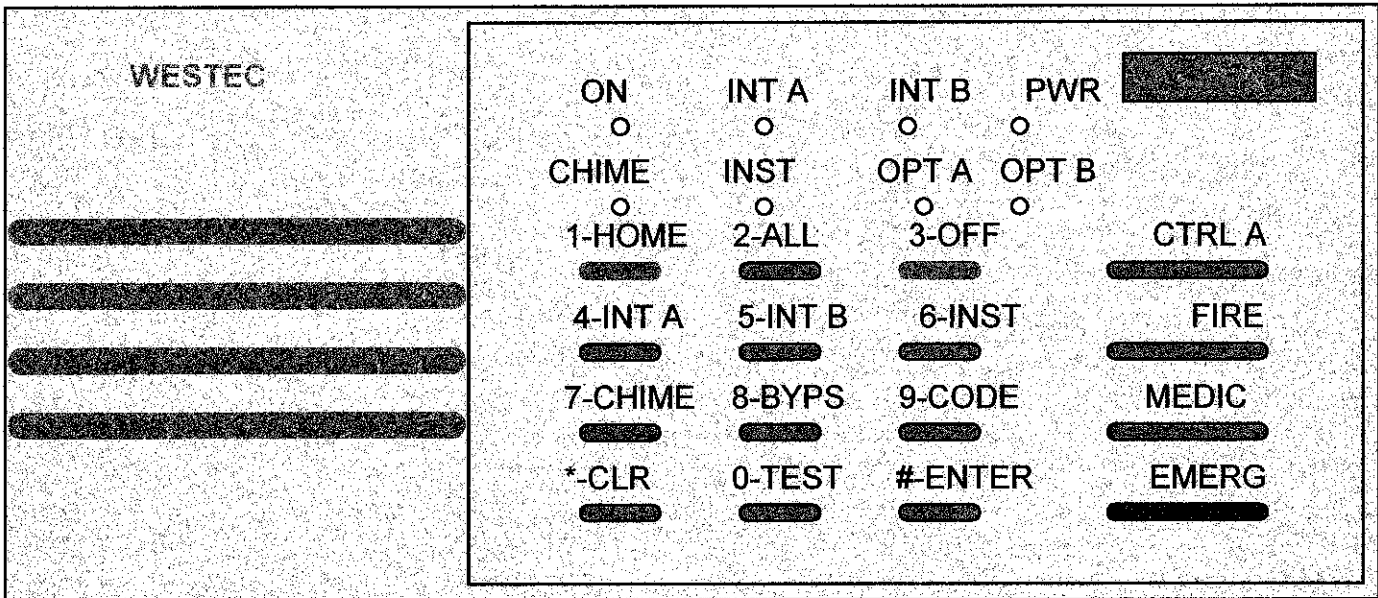 WESTEC
ON INT A INT B PWR
CHIME INST OPT A OPT B
1-HOME 2-ALL 3-OFF CTRL A
4-INT A 5-INT B 6-INST FIRE
7-CHIME 8-BYPS 9-CODE MEDIC
*-CLR 0-TEST #-ENTER EMERG